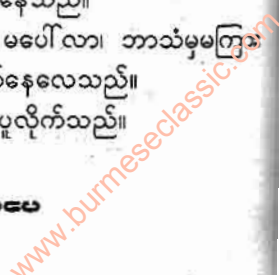 နေသည်။
မပေါ်လာ၊ ဘာသံမှမကြား
နေလေသည်။
ပူလိုက်သည်။
www.burmeseclassic.com